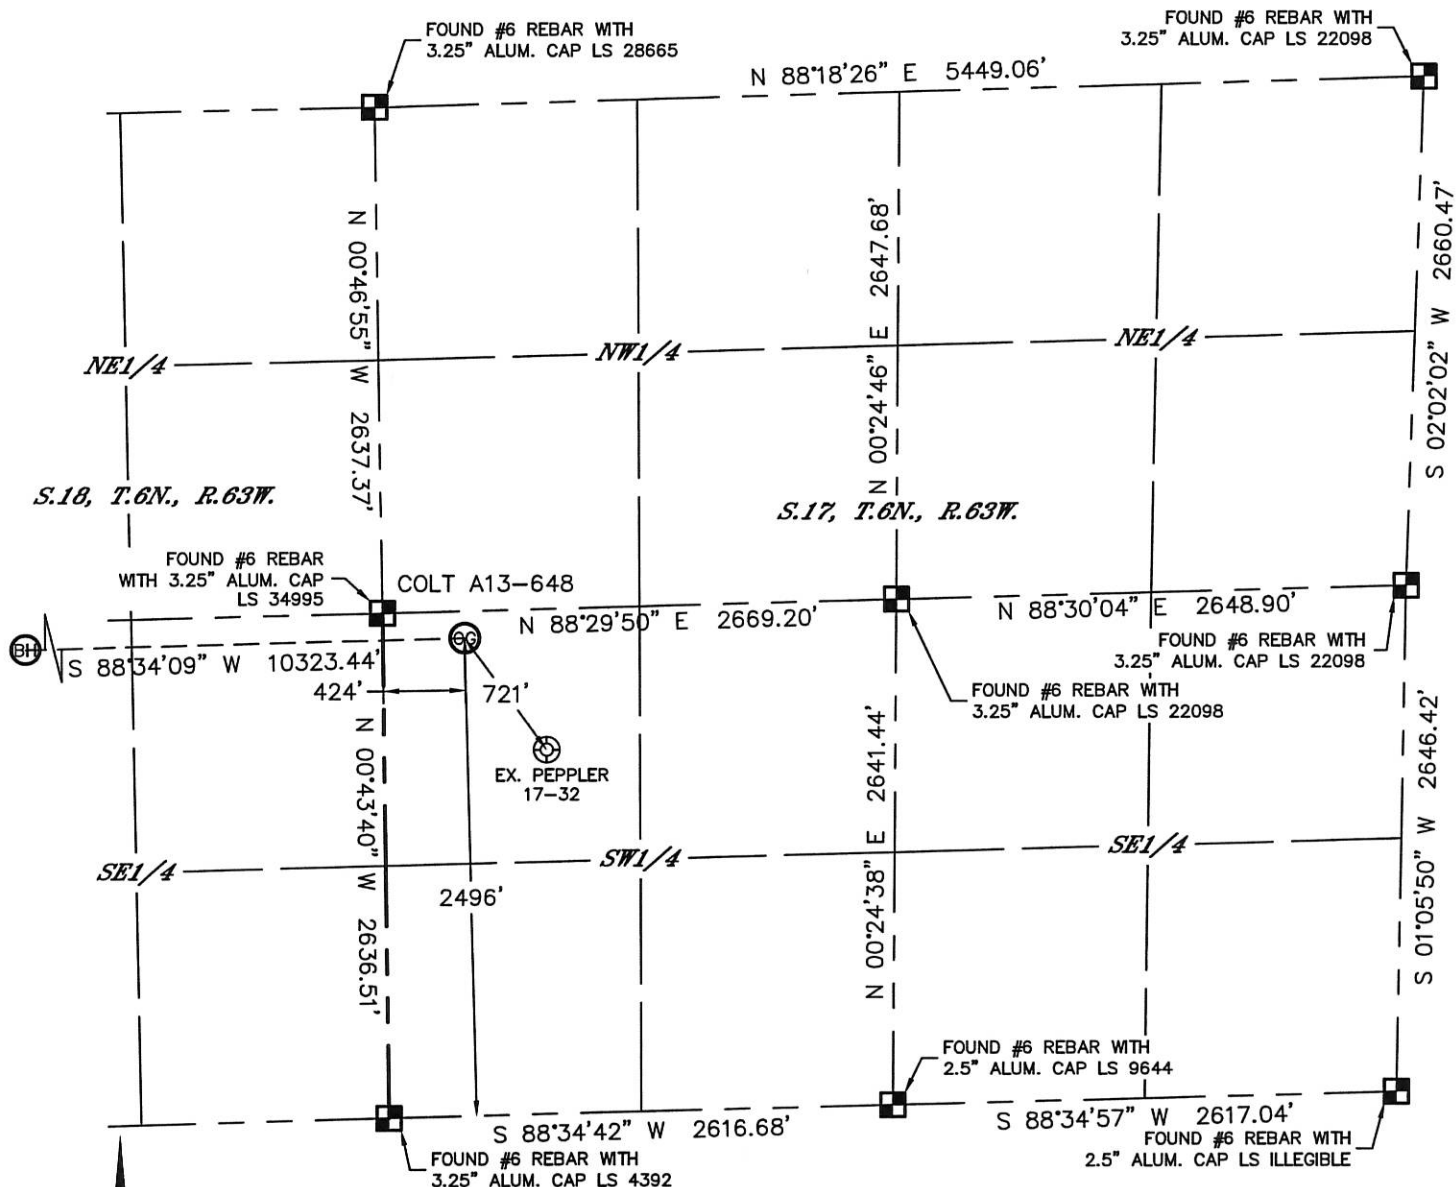 FOUND #6 REBAR WITH
3.25" ALUM. CAP LS 28665
FOUND #6 REBAR WITH
3.25" ALUM. CAP LS 22098
N 88°18'26" E 5449.06'
N 00°46'55" W 2637.37'
N 00°24'46" E 2647.68'
S 02°02'02" W 2660.47'
NE1/4
NW1/4
NE1/4
S.18, T.6N., R.63W.
S.17, T.6N., R.63W.
FOUND #6 REBAR
WITH 3.25" ALUM. CAP
LS 34995
COLT A13-648
N 88°29'50" E 2669.20'
N 88°30'04" E 2648.90'
BH
OG
S 88°34'09" W 10323.44'
FOUND #6 REBAR WITH
3.25" ALUM. CAP LS 22098
424'
721'
FOUND #6 REBAR WITH
3.25" ALUM. CAP LS 22098
EX. PEPPLER
17-32
N 00°43'40" W 2636.51'
N 00°24'38" E 2641.44'
S 01°05'50" W 2646.42'
SE1/4
SW1/4
SE1/4
2496'
FOUND #6 REBAR WITH
2.5" ALUM. CAP LS 9644
S 88°34'42" W 2616.68'
S 88°34'57" W 2617.04'
FOUND #6 REBAR WITH
3.25" ALUM. CAP LS 4392
FOUND #6 REBAR WITH
2.5" ALUM. CAP LS ILLEGIBLE